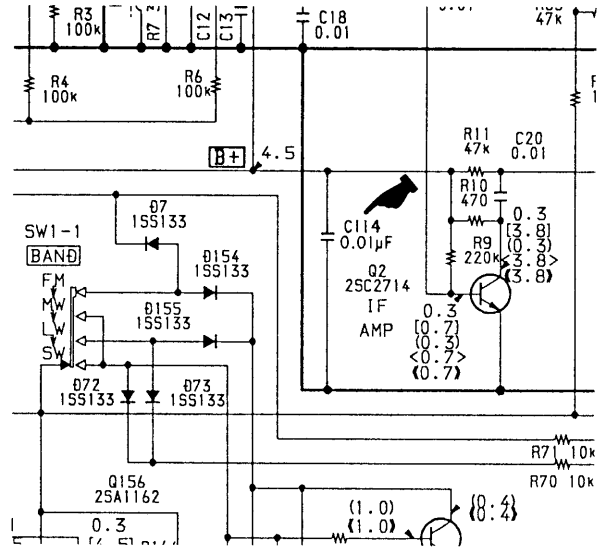 R3
100k
R7
C12
C13
C18
0.01
0.01
47k
R4
100k
R6
100k
B+
4.5
R11
47k
C20
0.01
R10
470
C114
0.01µF
R9
220k
0.3
[3.8]
(0.3)
<3.8>
《3.8》
Q2
2SC2714
IF
AMP
0.3
[0.7]
(0.3)
<0.7>
《0.7》
SW1-1
BAND
FM
MW
LW
SW
D7
1SS133
D154
1SS133
D155
1SS133
D72
1SS133
D73
1SS133
R71 10k
R70 10k
Q156
2SA1162
0.3
(1.0)
《1.0》
(0.4)
《0.4》